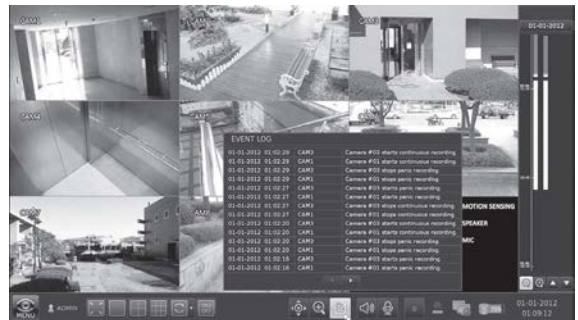 CAM1
CAM3
01-01-2012
CAM4
CAM5
EVENT LOG
01-01-2012 01:02:29 CAM3 Camera #03 starts continuous recording.
01-01-2012 01:02:29 CAM1 Camera #01 starts continuous recording.
01-01-2012 01:02:29 CAM3 Camera #03 stops panic recording.
01-01-2012 01:02:29 CAM1 Camera #01 stops panic recording.
01-01-2012 01:02:27 CAM3 Camera #03 starts panic recording.
01-01-2012 01:02:27 CAM1 Camera #01 starts panic recording.
01-01-2012 01:02:27 CAM3 Camera #03 stops continuous recording.
01-01-2012 01:02:27 CAM1 Camera #01 stops continuous recording.
01-01-2012 01:02:20 CAM3 Camera #03 starts continuous recording.
01-01-2012 01:02:20 CAM1 Camera #01 starts continuous recording.
01-01-2012 01:02:20 CAM3 Camera #03 stops panic recording.
01-01-2012 01:02:20 CAM1 Camera #01 stops panic recording.
01-01-2012 01:02:16 CAM3 Camera #03 starts panic recording.
01-01-2012 01:02:16 CAM1 Camera #01 starts panic recording.
CAM7
CAM8
MOTION SENSING
SPEAKER
MIC
MENU
ADMIN
01-01-2012
01:09:12